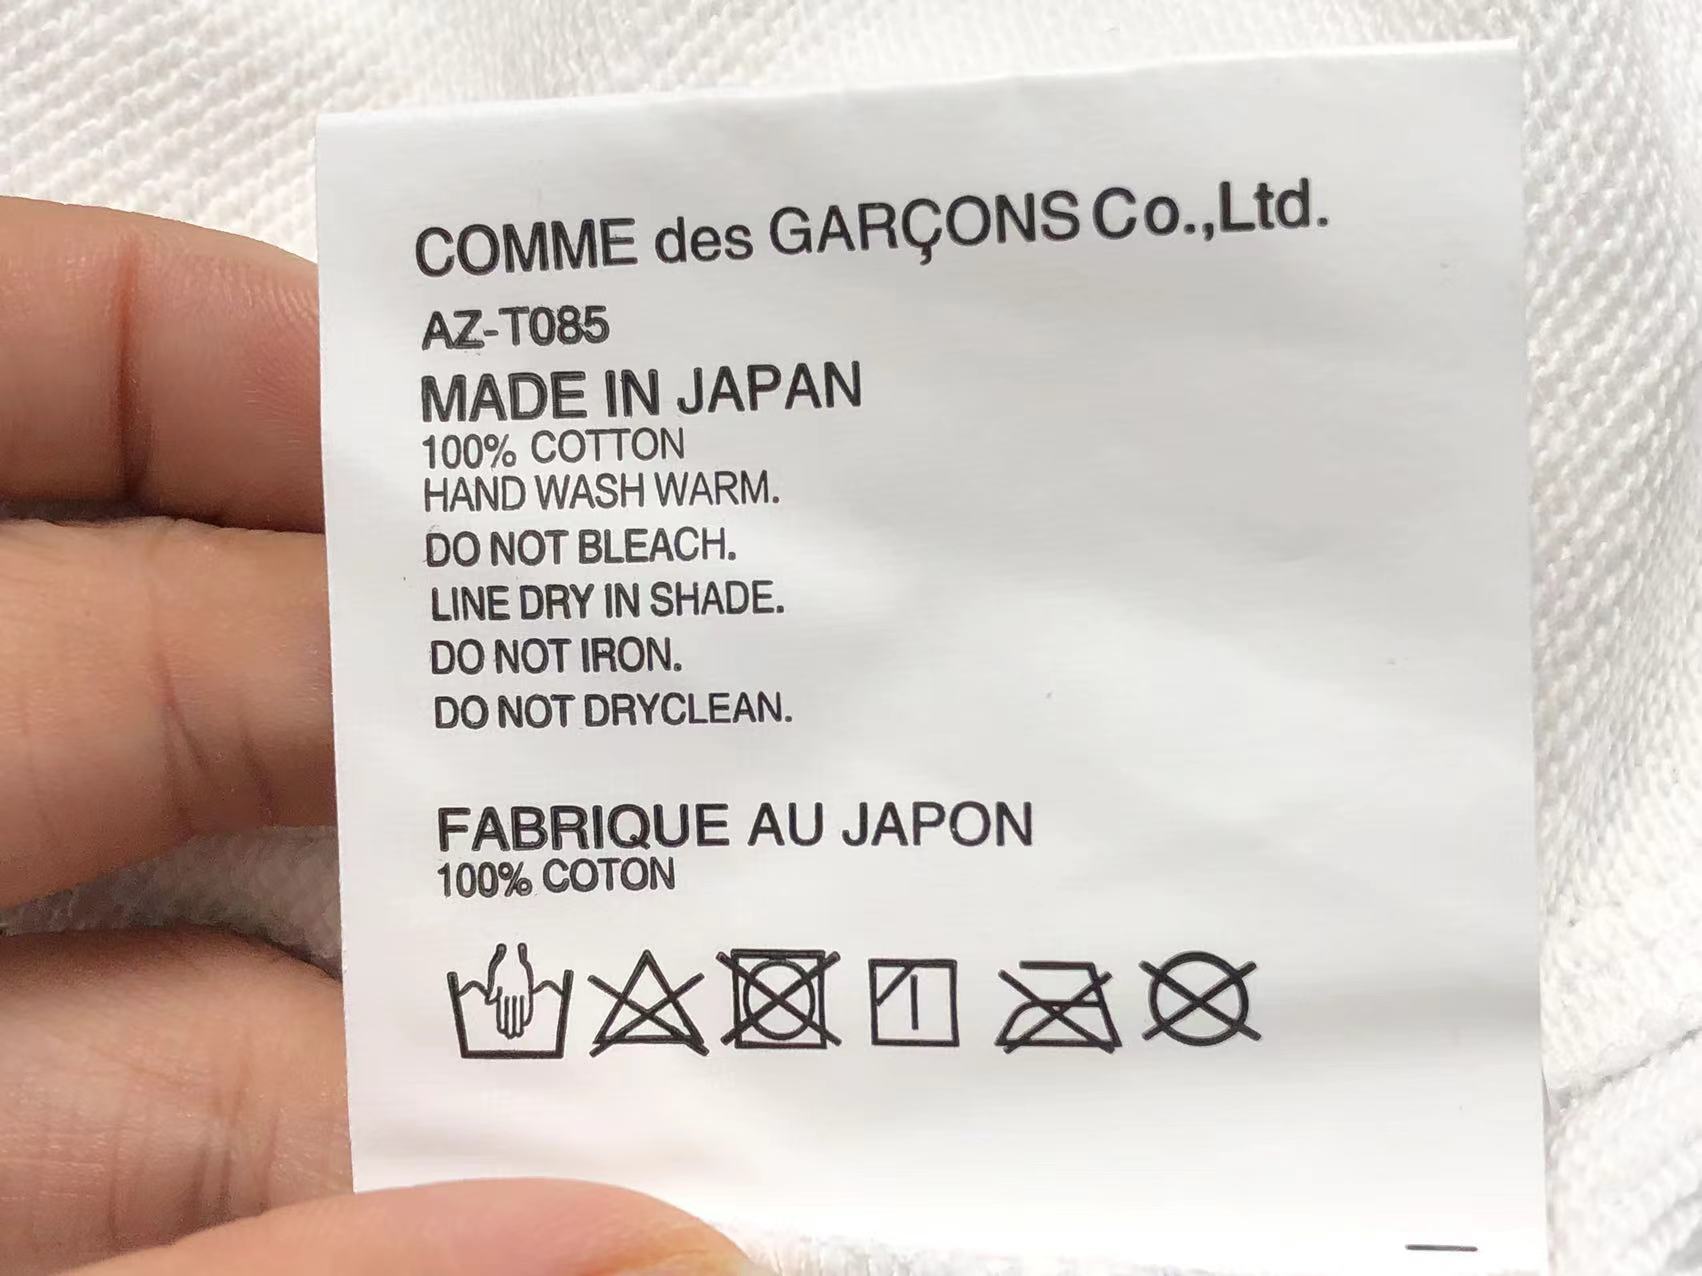 COMME des GARÇONS Co.,Ltd.
AZ-T085
MADE IN JAPAN
100% COTTON
HAND WASH WARM.
DO NOT BLEACH.
LINE DRY IN SHADE.
DO NOT IRON.
DO NOT DRYCLEAN.
FABRIQUE AU JAPON
100% COTON